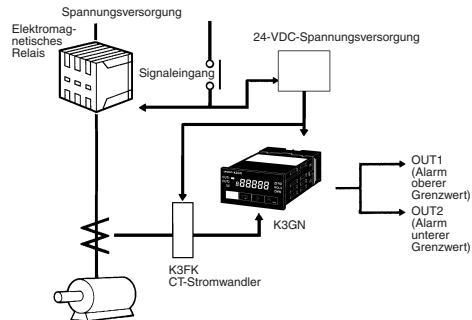 Spannungsversorgung
Elektromag-
netisches
Relais
Signaleingang
24-VDC-Spannungsversorgung
88888
K3GN
OUT1
(Alarm
oberer
Grenzwert)
OUT2
(Alarm
unterer
Grenzwert)
K3FK
CT-Stromwandler